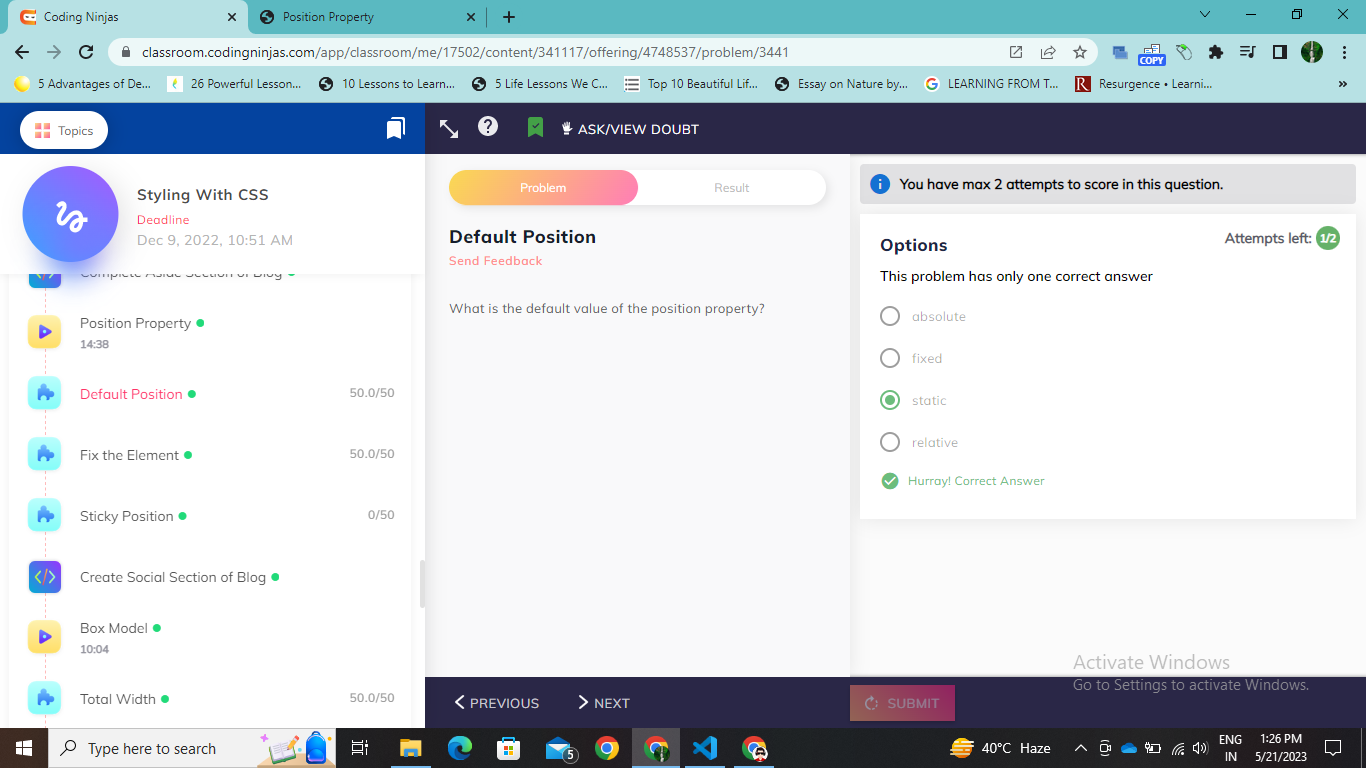 Coding Ninjas
Position Property
classroom.codingninjas.com/app/classroom/me/17502/content/341117/offering/4748537/problem/3441
COPY
5 Advantages of De...
26 Powerful Lesson...
10 Lessons to Learn...
5 Life Lessons We C...
Top 10 Beautiful Lif...
Essay on Nature by...
LEARNING FROM T...
Resurgence • Learni...
»
Topics
ASK/VIEW DOUBT
Styling With CSS
Deadline
Dec 9, 2022, 10:51 AM
Complete Aside Section of Blog
Position Property
14:38
Default Position
50.0/50
Fix the Element
50.0/50
Sticky Position
0/50
Create Social Section of Blog
Box Model
10:04
Total Width
50.0/50
Problem
Result
Default Position
Send Feedback
What is the default value of the position property?
You have max 2 attempts to score in this question.
Options
Attempts left: 1/2
This problem has only one correct answer
absolute
fixed
static
relative
Hurray! Correct Answer
Activate Windows
Go to Settings to activate Windows.
PREVIOUS
NEXT
SUBMIT
Type here to search
5
40°C Haze
ENG
IN
1:26 PM
5/21/2023